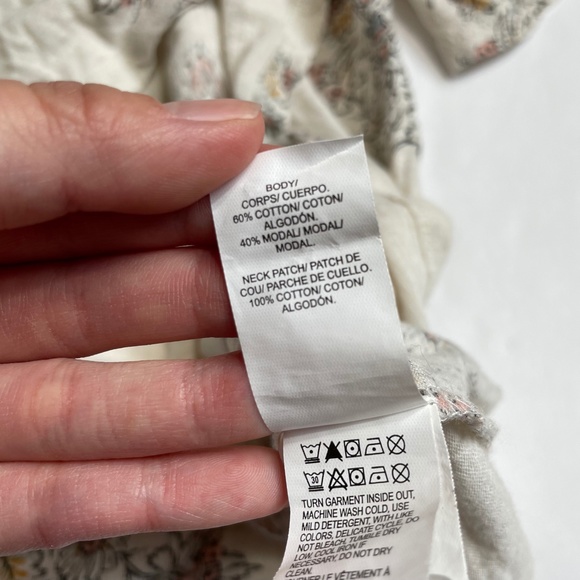 BODY/
CORPS/ CUERPO.
60% COTTON/ COTON/
ALGODÓN.
40% MODAL/ MODAL/
MODAL.
NECK PATCH/ PATCH DE
COU/ PARCHE DE CUELLO.
100% COTTON/ COTON/
ALGODÓN.
30
TURN GARMENT INSIDE OUT,
MACHINE WASH COLD, USE
MILD DETERGENT, WITH LIKE
COLORS, DELICATE CYCLE. DO
NOT BLEACH, TUMBLE DRY
LOW, COOL IRON IF
NECESSARY, DO NOT DRY
CLEAN.
LE VÊTEMENT À